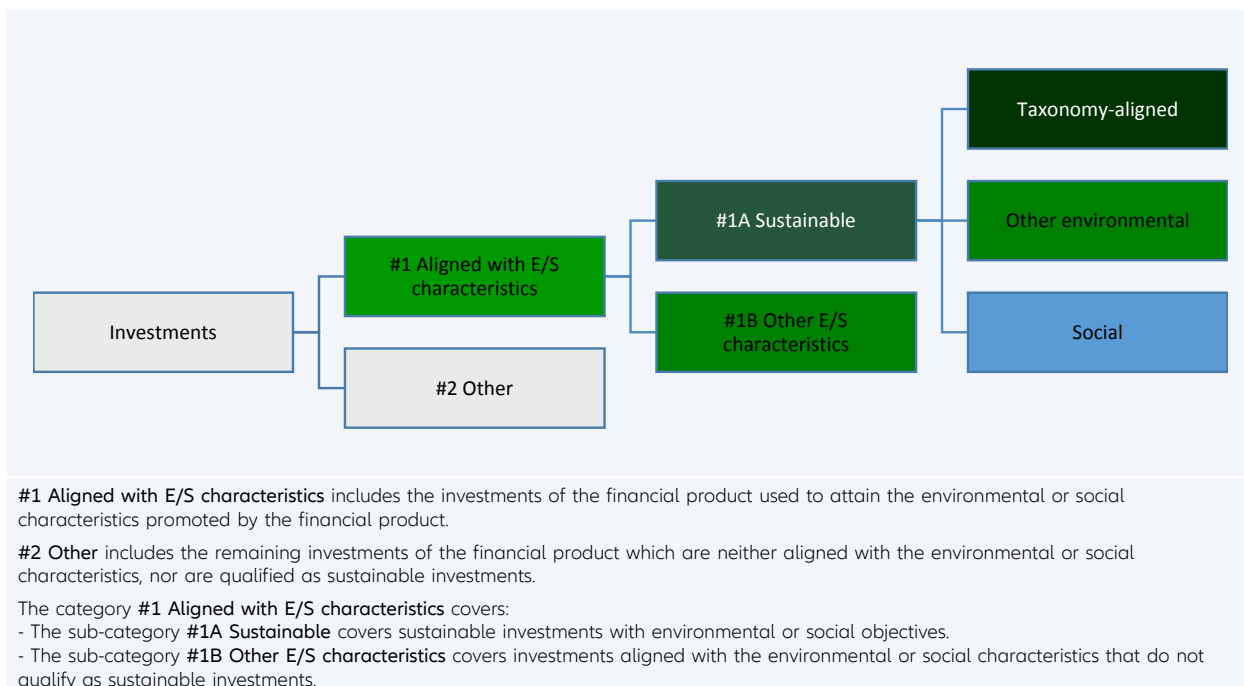 Taxonomy-aligned
#1A Sustainable
Other environmental
#1 Aligned with E/S
characteristics
Investments
#1B Other E/S
characteristics
Social
#2 Other
#1 Aligned with E/S characteristics includes the investments of the financial product used to attain the environmental or social
characteristics promoted by the financial product.
#2 Other includes the remaining investments of the financial product which are neither aligned with the environmental or social
characteristics, nor are qualified as sustainable investments.
The category #1 Aligned with E/S characteristics covers:
- The sub-category #1A Sustainable covers sustainable investments with environmental or social objectives.
- The sub-category #1B Other E/S characteristics covers investments aligned with the environmental or social characteristics that do not
qualify as sustainable investments.